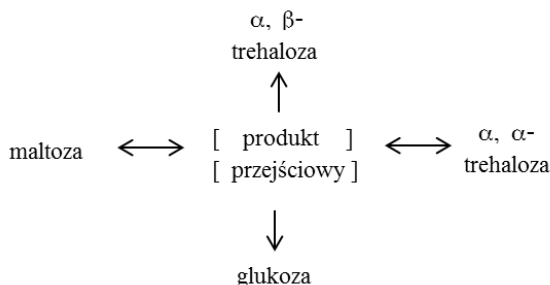 α, β-
trehaloza
maltoza
[ produkt ]
[ przejściowy ]
α, α-
trehaloza
glukoza